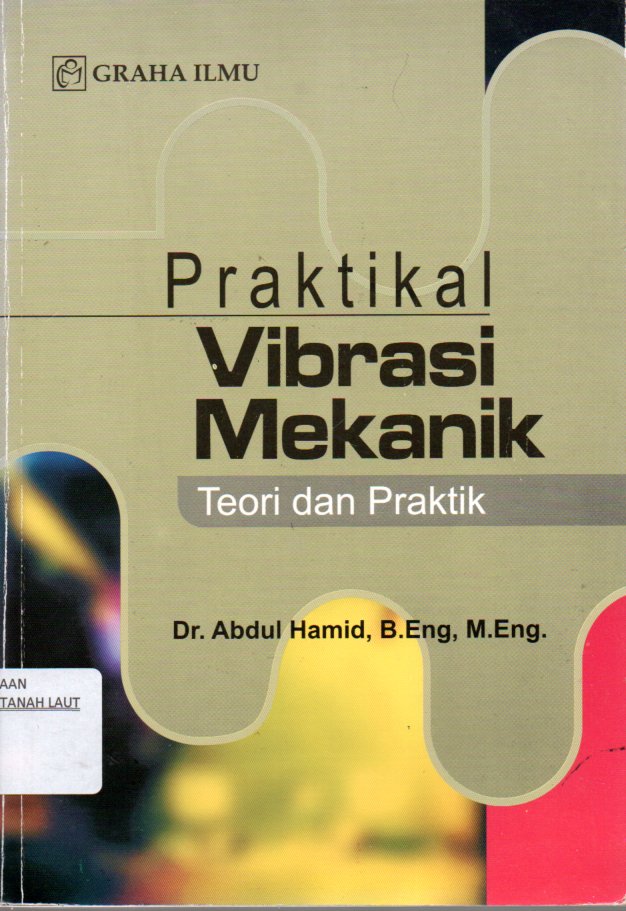 GRAHA ILMU
Praktikal
Vibrasi
Mekanik
Teori dan Praktik
Dr. Abdul Hamid, B.Eng, M.Eng.
AAN
TANAH LAUT